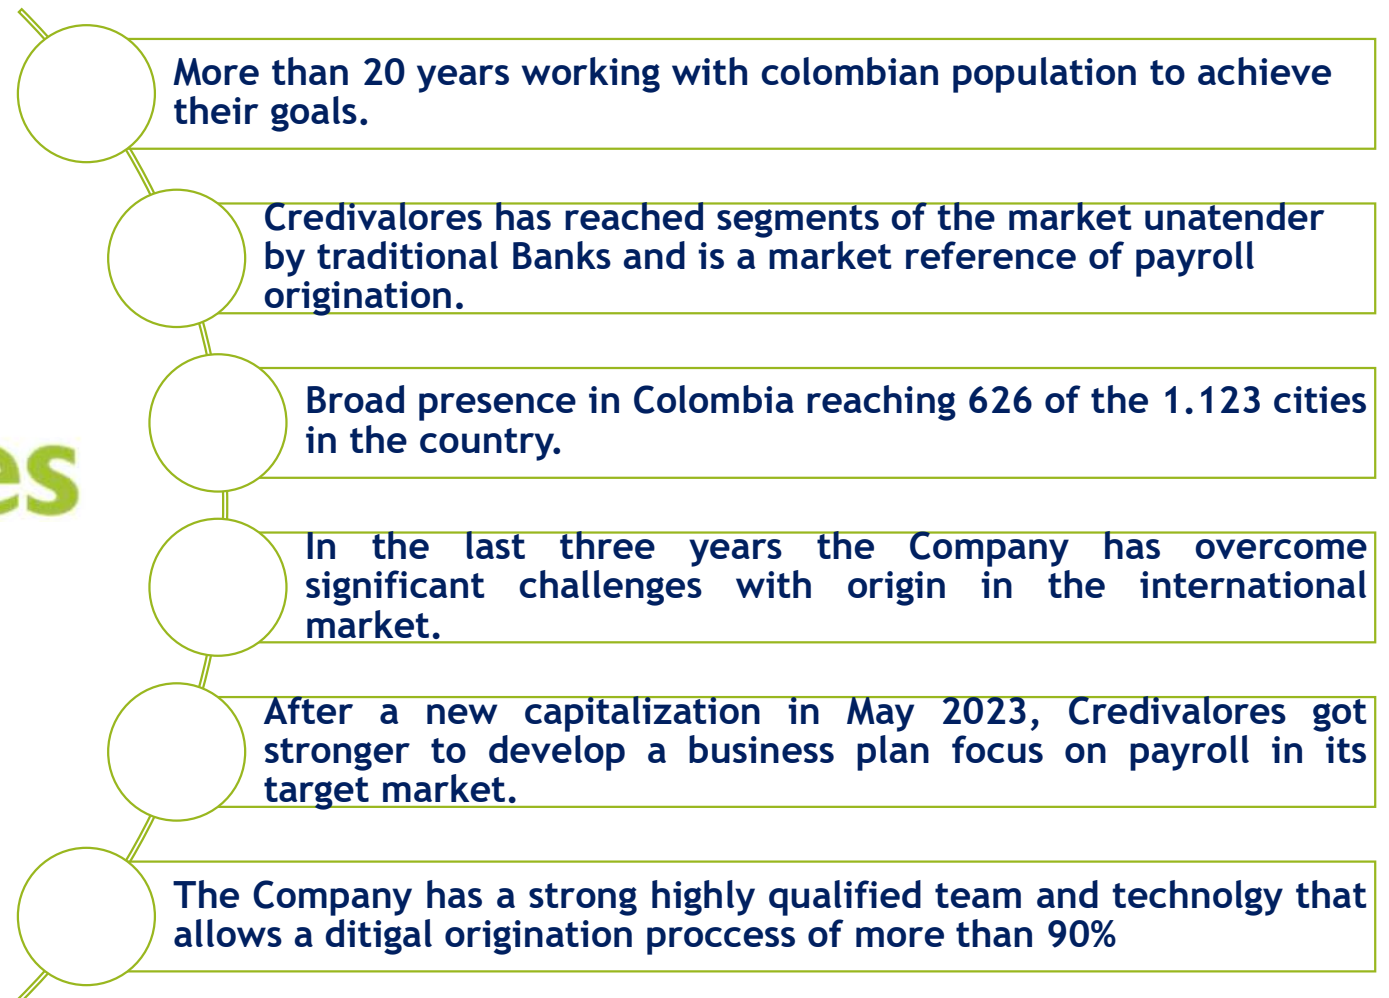 More than 20 years working with colombian population to achieve
their goals.
Credivalores has reached segments of the market unatender
by traditional Banks and is a market reference of payroll
origination.
Broad presence in Colombia reaching 626 of the 1.123 cities
in the country.
es
In the last three years the Company has overcome
significant challenges with origin in the international
market.
After a new capitalization in May 2023, Credivalores got
stronger to develop a business plan focus on payroll in its
target market.
The Company has a strong highly qualified team and technolgy that
allows a ditigal origination proccess of more than 90%